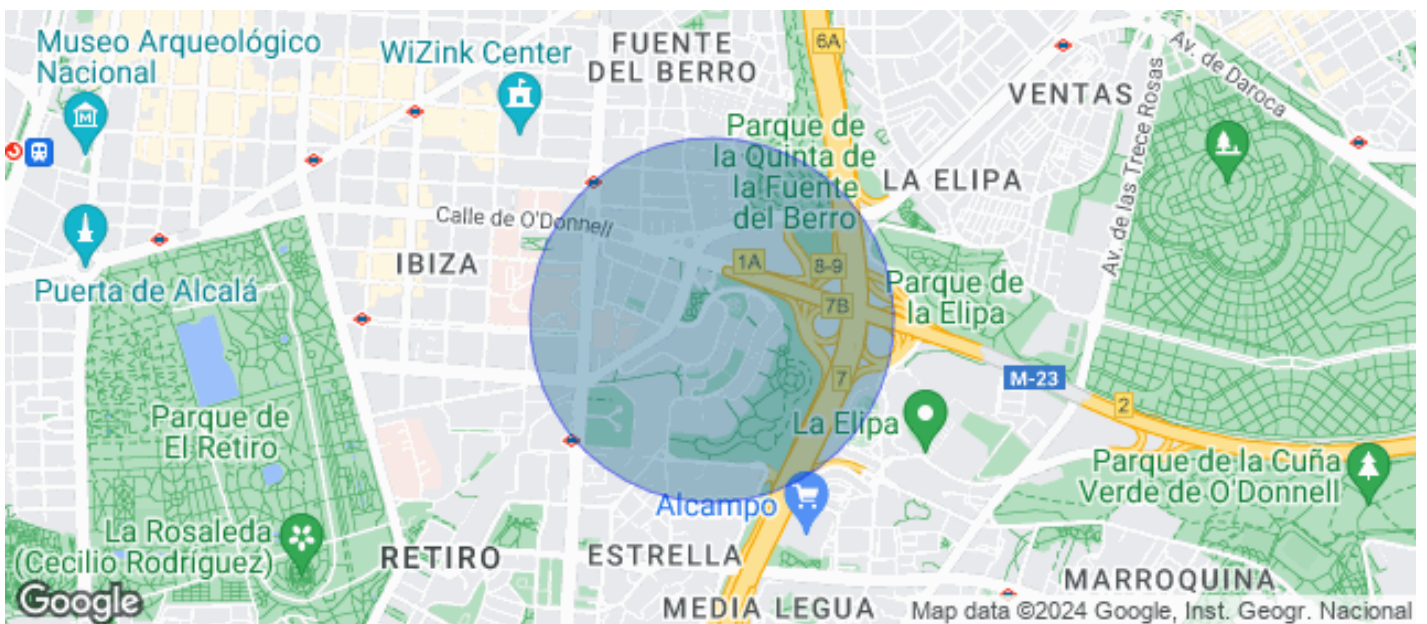 Museo Arqueológico
Nacional
WiZink Center
FUENTE
DEL BERRO
6A
VENTAS
Av. de Daroca
Parque de
la Quinta de
la Fuente
del Berro
LA ELIPA
Av. de las Trece Rosas
Calle de O'Donnell
IBIZA
1A
8-9
7B
Puerta de Alcalá
Parque de
la Elipa
M-23
7
2
Parque de
El Retiro
La Elipa
Parque de la Cuña
Verde de O'Donnell
Alcampo
La Rosaleda
(Cecilio Rodríguez)
RETIRO
ESTRELLA
MARROQUINA
MEDIA LEGUA
Google
Map data ©2024 Google, Inst. Geogr. Nacional